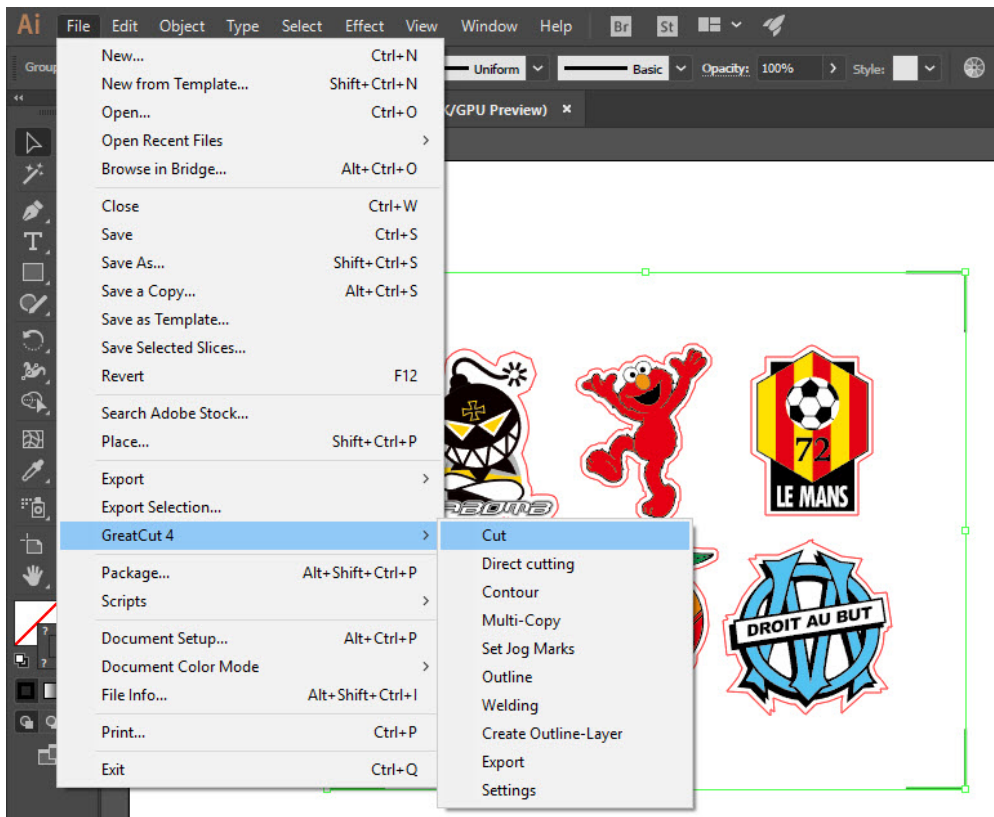 Ai File Edit Object Type Select Effect View Window Help Br St
Group Uniform Basic Opacity: 100% Style:
/GPU Preview) ×
New... Ctrl+N
New from Template... Shift+Ctrl+N
Open... Ctrl+O
Open Recent Files
Browse in Bridge... Alt+Ctrl+O
Close Ctrl+W
Save Ctrl+S
Save As... Shift+Ctrl+S
Save a Copy... Alt+Ctrl+S
Save as Template...
Save Selected Slices...
Revert F12
Search Adobe Stock...
Place... Shift+Ctrl+P
Export
Export Selection...
GreatCut 4
Package... Alt+Shift+Ctrl+P
Scripts
Document Setup... Alt+Ctrl+P
Document Color Mode
File Info... Alt+Shift+Ctrl+I
Print... Ctrl+P
Exit Ctrl+Q
Cut
Direct cutting
Contour
Multi-Copy
Set Jog Marks
Outline
Welding
Create Outline-Layer
Export
Settings
72
LE MANS
DROIT AU BUT